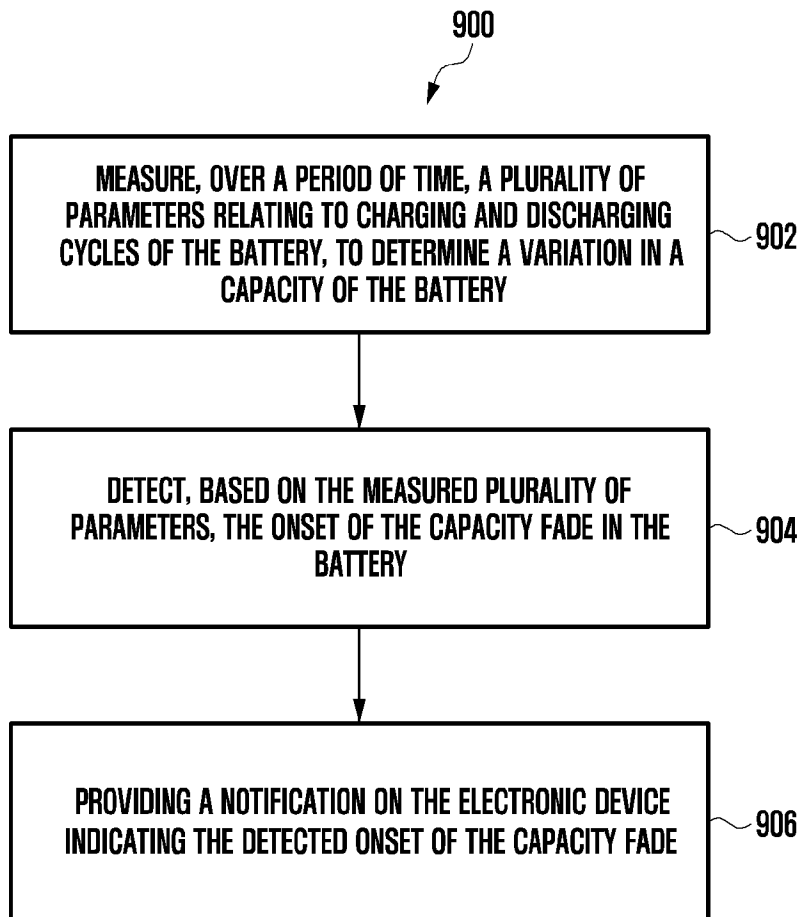 900
MEASURE, OVER A PERIOD OF TIME, A PLURALITY OF
PARAMETERS RELATING TO CHARGING AND DISCHARGING
CYCLES OF THE BATTERY, TO DETERMINE A VARIATION IN A
CAPACITY OF THE BATTERY
902
DETECT, BASED ON THE MEASURED PLURALITY OF
PARAMETERS, THE ONSET OF THE CAPACITY FADE IN THE
BATTERY
904
PROVIDING A NOTIFICATION ON THE ELECTRONIC DEVICE
INDICATING THE DETECTED ONSET OF THE CAPACITY FADE
906